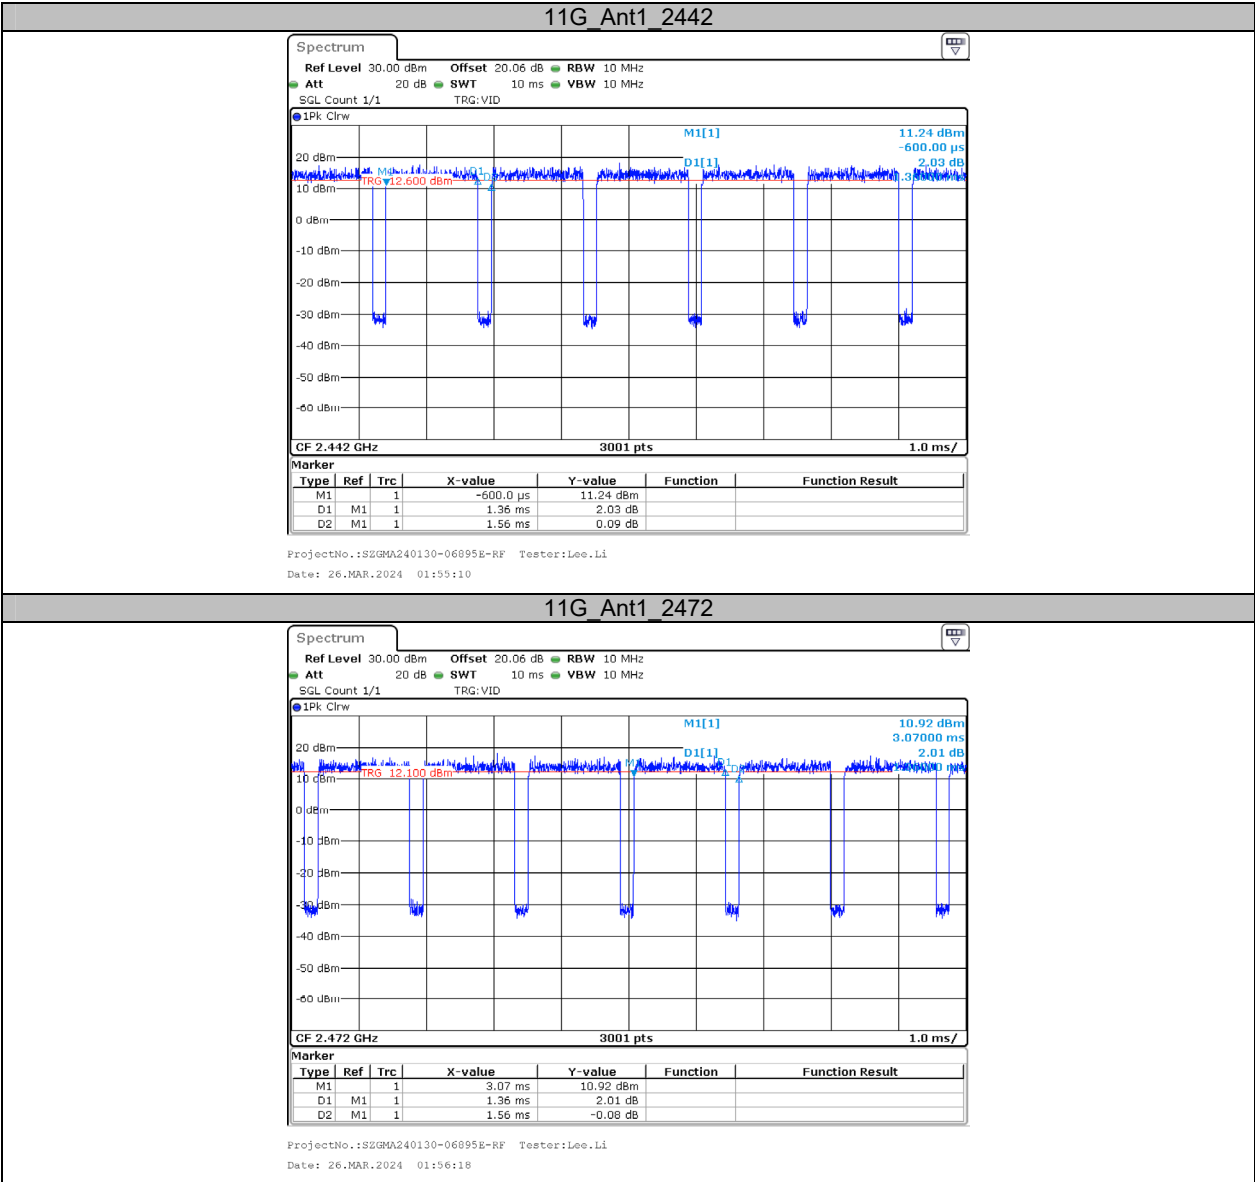 11G_Ant1_2442
Spectrum
Ref Level 30.00 dBm Offset 20.06 dB RBW 10 MHz
Att 20 dB SWT 10 ms VBW 10 MHz
SGL Count 1/1 TRG:VID
1Pk Clrw
M1[1] 11.24 dBm
-600.00 µs
20 dBm
D1[1] 2.03 dB
M1 D1
TRG 12.600 dBm
10 dBm
0 dBm
-10 dBm
-20 dBm
-30 dBm
-40 dBm
-50 dBm
-60 dBm
CF 2.442 GHz 3001 pts 1.0 ms/
Marker
Type Ref Trc X-value Y-value Function Function Result
M1 1 -600.0 µs 11.24 dBm
D1 M1 1 1.36 ms 2.03 dB
D2 M1 1 1.56 ms 0.09 dB
ProjectNo.:SZGMA240130-06895E-RF Tester:Lee.Li
Date: 26.MAR.2024 01:55:10
11G_Ant1_2472
Spectrum
Ref Level 30.00 dBm Offset 20.06 dB RBW 10 MHz
Att 20 dB SWT 10 ms VBW 10 MHz
SGL Count 1/1 TRG:VID
1Pk Clrw
M1[1] 10.92 dBm
3.07000 ms
20 dBm
D1[1] 2.01 dB
D1
TRG 12.100 dBm
10 dBm
0 dBm
-10 dBm
-20 dBm
-30 dBm
-40 dBm
-50 dBm
-60 dBm
CF 2.472 GHz 3001 pts 1.0 ms/
Marker
Type Ref Trc X-value Y-value Function Function Result
M1 1 3.07 ms 10.92 dBm
D1 M1 1 1.36 ms 2.01 dB
D2 M1 1 1.56 ms -0.08 dB
ProjectNo.:SZGMA240130-06895E-RF Tester:Lee.Li
Date: 26.MAR.2024 01:56:18